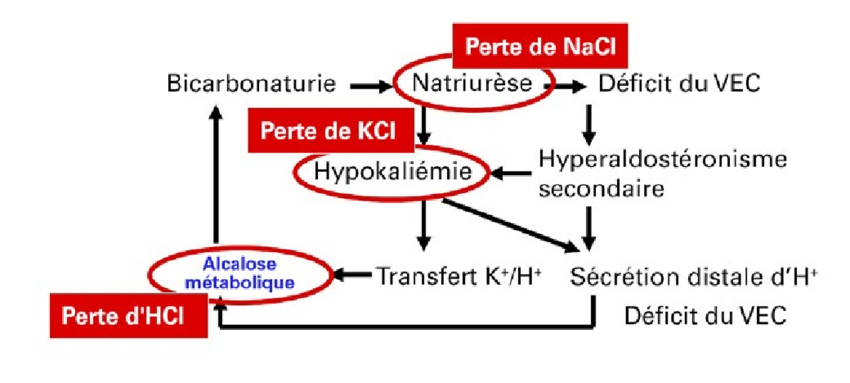 Perte de NaCl
Bicarbonaturie
Natriurèse
Déficit du VEC
Perte de KCl
Hypokaliémie
Hyperaldostéronisme
secondaire
Alcalose
métabolique
Transfert K⁺/H⁺
Sécrétion distale d'H⁺
Perte d'HCl
Déficit du VEC